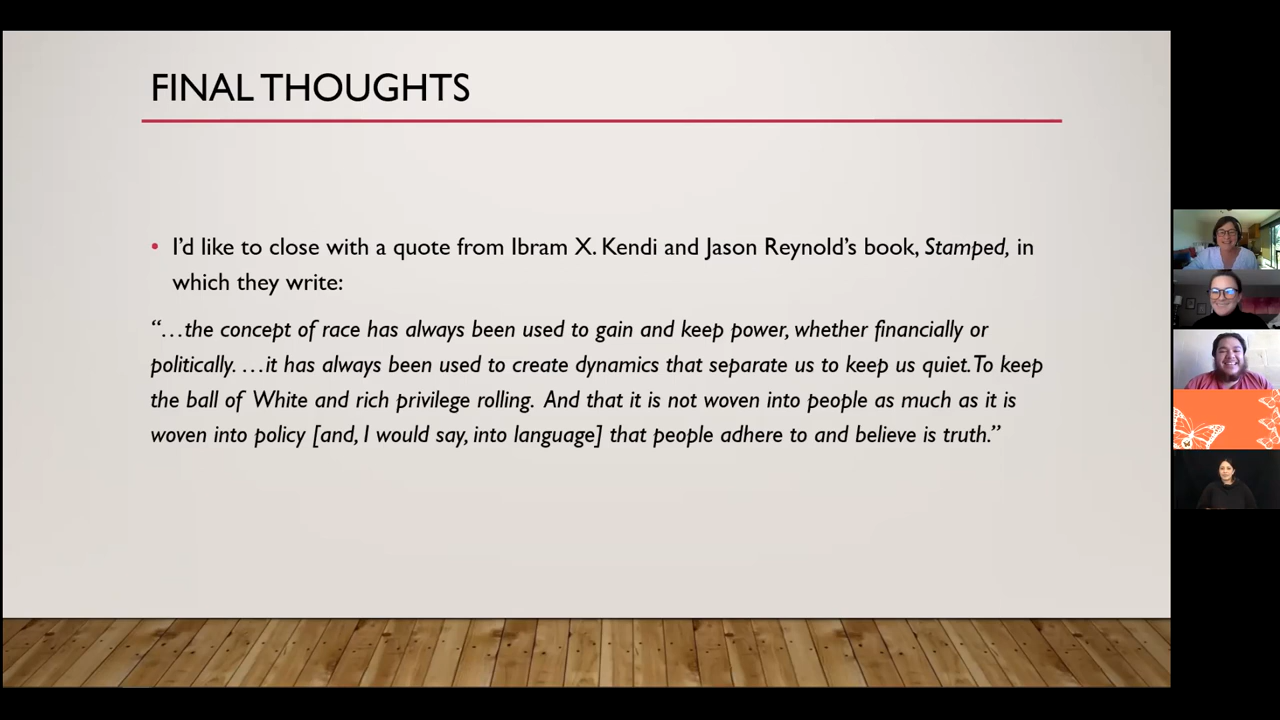 FINAL THOUGHTS
• I’d like to close with a quote from Ibram X. Kendi and Jason Reynold’s book, Stamped, in
which they write:
“…the concept of race has always been used to gain and keep power, whether financially or
politically. …it has always been used to create dynamics that separate us to keep us quiet. To keep
the ball of White and rich privilege rolling. And that it is not woven into people as much as it is
woven into policy [and, I would say, into language] that people adhere to and believe is truth.”